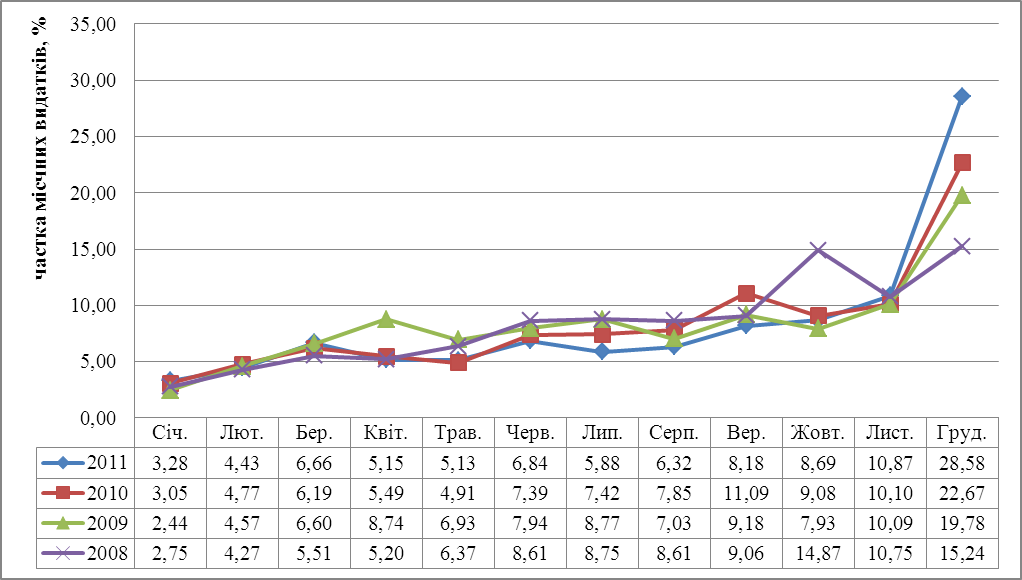 частка місчних видатків, %
35,00
30,00
25,00
20,00
15,00
10,00
5,00
0,00
Січ. Лют. Бер. Квіт. Трав. Черв. Лип. Серп. Вер. Жовт. Лист. Груд.
2011 3,28 4,43 6,66 5,15 5,13 6,84 5,88 6,32 8,18 8,69 10,87 28,58
2010 3,05 4,77 6,19 5,49 4,91 7,39 7,42 7,85 11,09 9,08 10,10 22,67
2009 2,44 4,57 6,60 8,74 6,93 7,94 8,77 7,03 9,18 7,93 10,09 19,78
2008 2,75 4,27 5,51 5,20 6,37 8,61 8,75 8,61 9,06 14,87 10,75 15,24